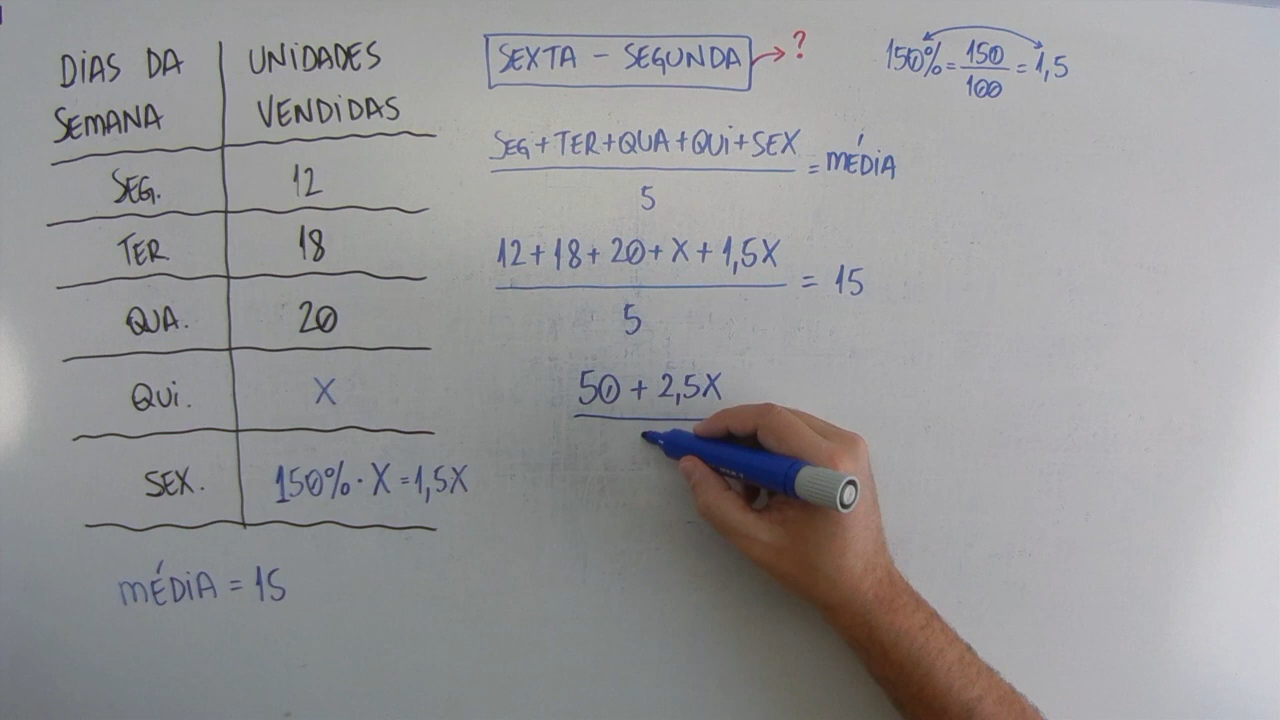 DIAS DA SEMANA | UNIDADES VENDIDAS
SEG. | 12
TER | 18
QUA. | 20
QUI. | X
SEX. | 150% · X = 1,5X
MÉDIA = 15
SEXTA - SEGUNDA → ?
SEG + TER + QUA + QUI + SEX
5
= MÉDIA
12 + 18 + 20 + X + 1,5X
5
= 15
50 + 2,5X
150% = 150/100 = 1,5